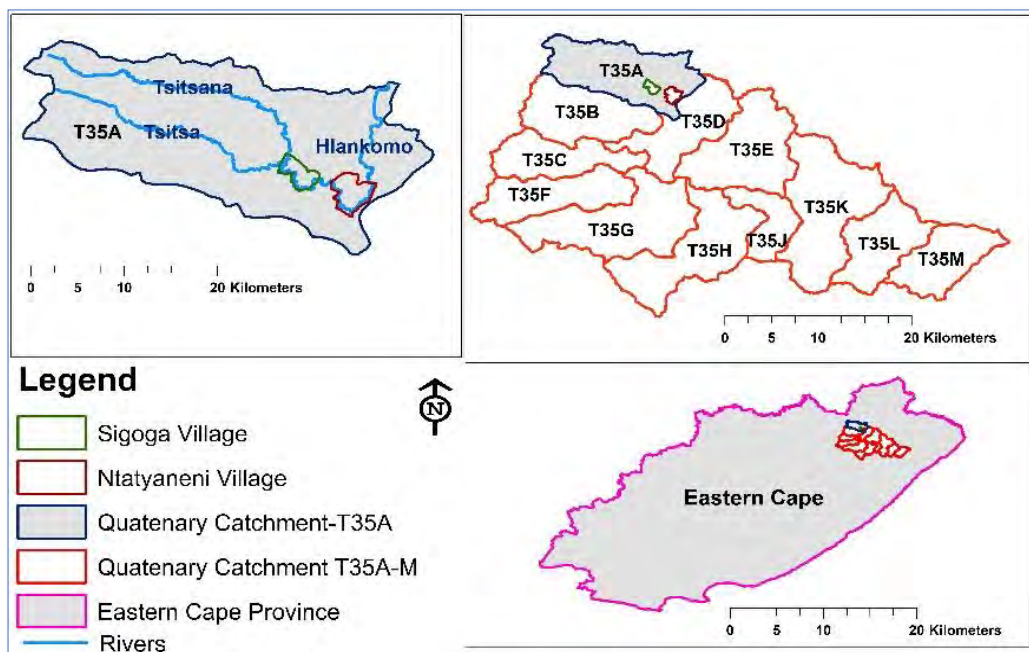 Tsitsana
T35A
Tsitsa
Hlankomo
0 5 10 20 Kilometers
T35A
T35B
T35D
T35C
T35E
T35F
T35G
T35H
T35J
T35K
T35L
T35M
0 5 10 20 Kilometers
Legend
N
Sigoga Village
Ntatyaneni Village
Quatenary Catchment-T35A
Quatenary Catchment T35A-M
Eastern Cape Province
Rivers
Eastern Cape
0 5 10 20 Kilometers